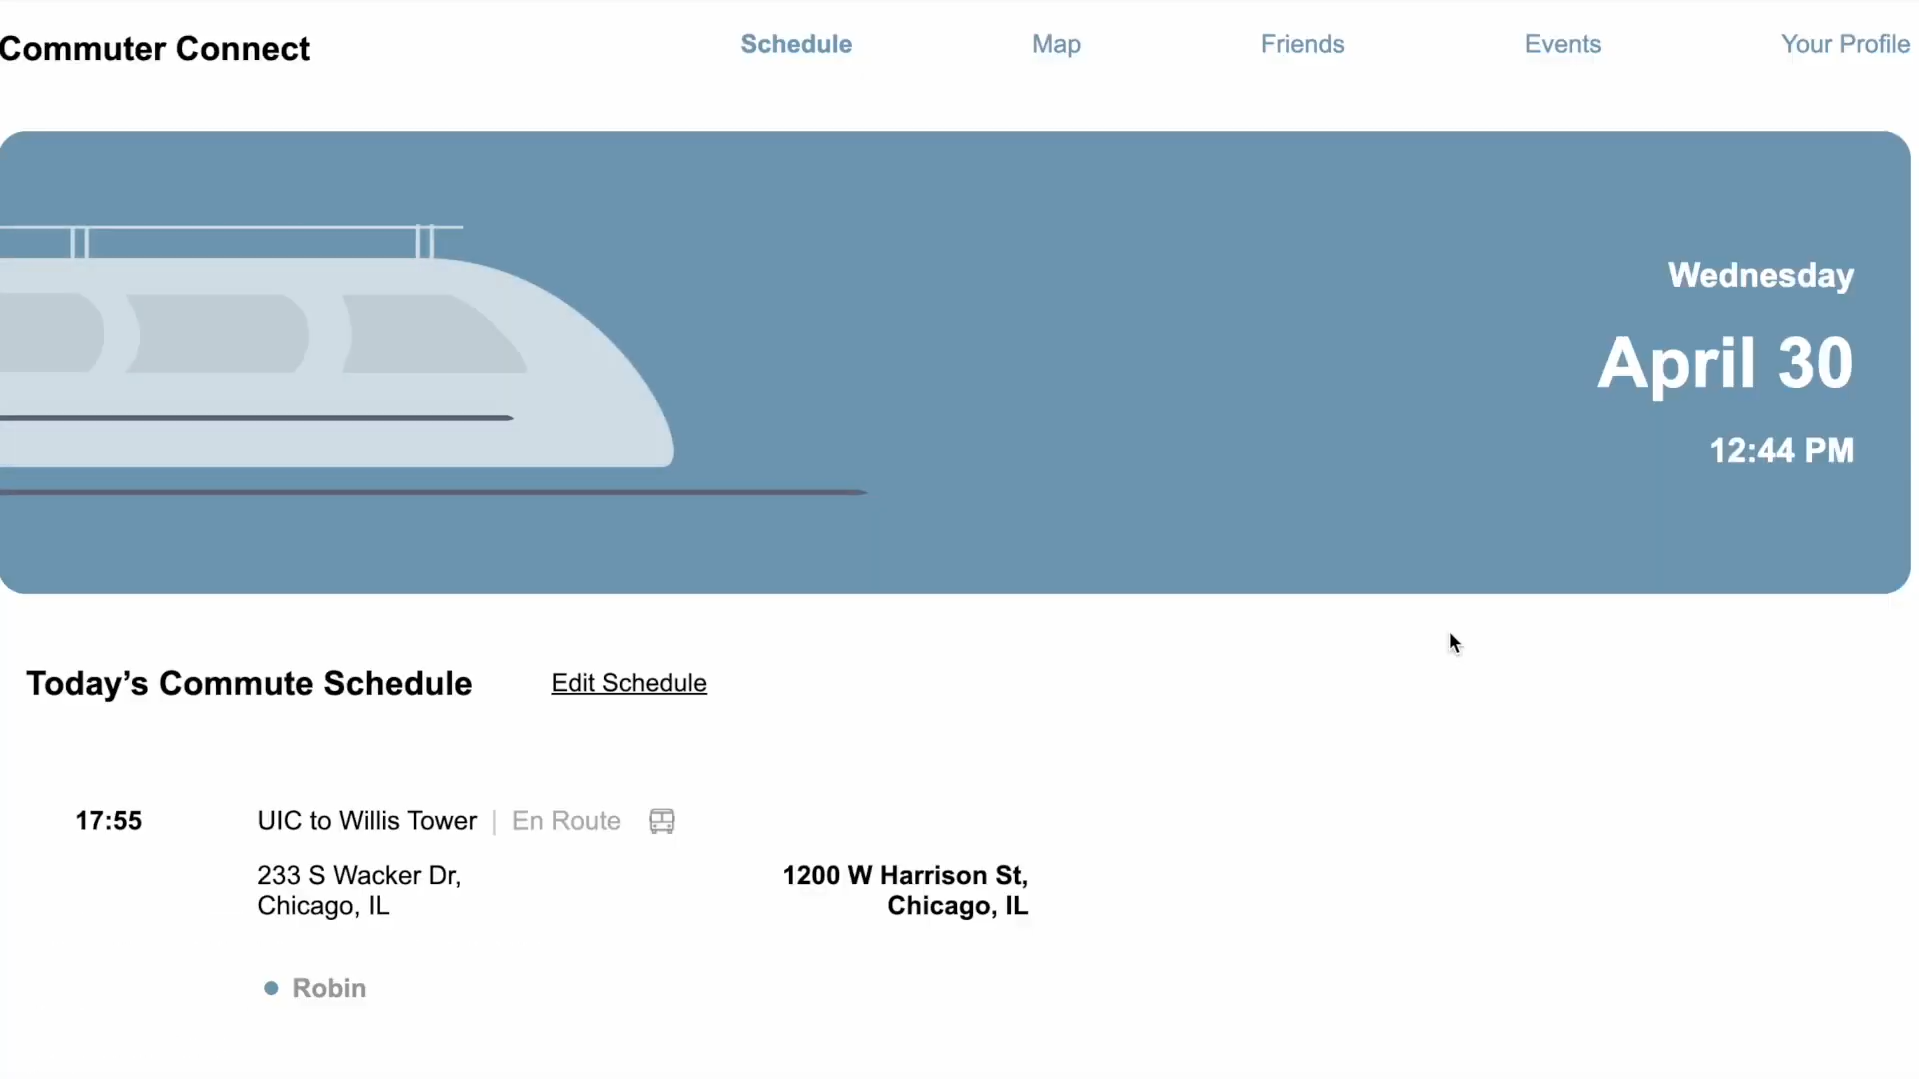 Commuter Connect
Schedule
Map
Friends
Events
Your Profile
Wednesday
April 30
12:44 PM
Today’s Commute Schedule
Edit Schedule
17:55
UIC to Willis Tower | En Route
233 S Wacker Dr,
Chicago, IL
1200 W Harrison St,
Chicago, IL
Robin